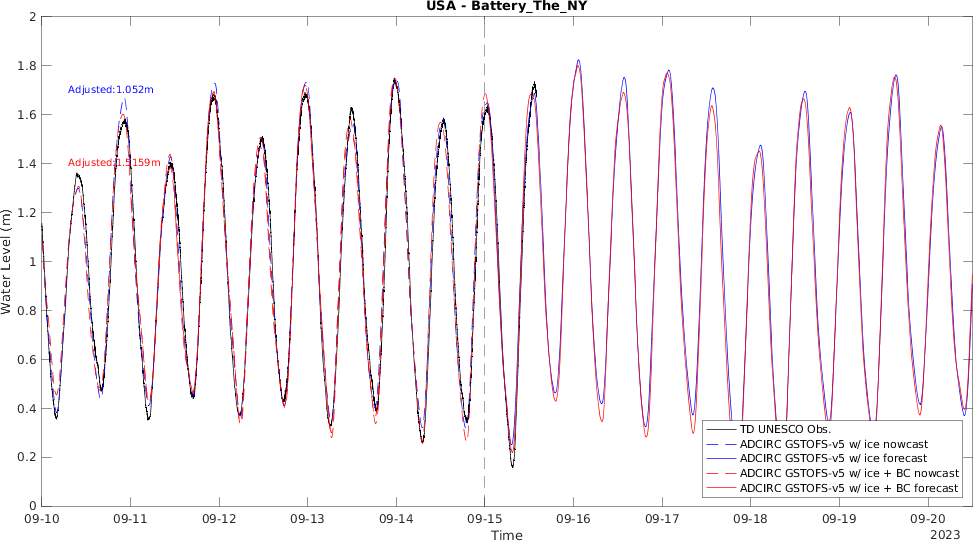 USA - Battery_The_NY
2
1.8
1.6
1.4
1.2
1
0.8
0.6
0.4
0.2
0
Water Level (m)
Adjusted:1.052m
Adjusted:1.5159m
TD UNESCO Obs.
ADCIRC GSTOFS-v5 w/ ice nowcast
ADCIRC GSTOFS-v5 w/ ice forecast
ADCIRC GSTOFS-v5 w/ ice + BC nowcast
ADCIRC GSTOFS-v5 w/ ice + BC forecast
09-10 09-11 09-12 09-13 09-14 09-15 09-16 09-17 09-18 09-19 09-20
Time
2023